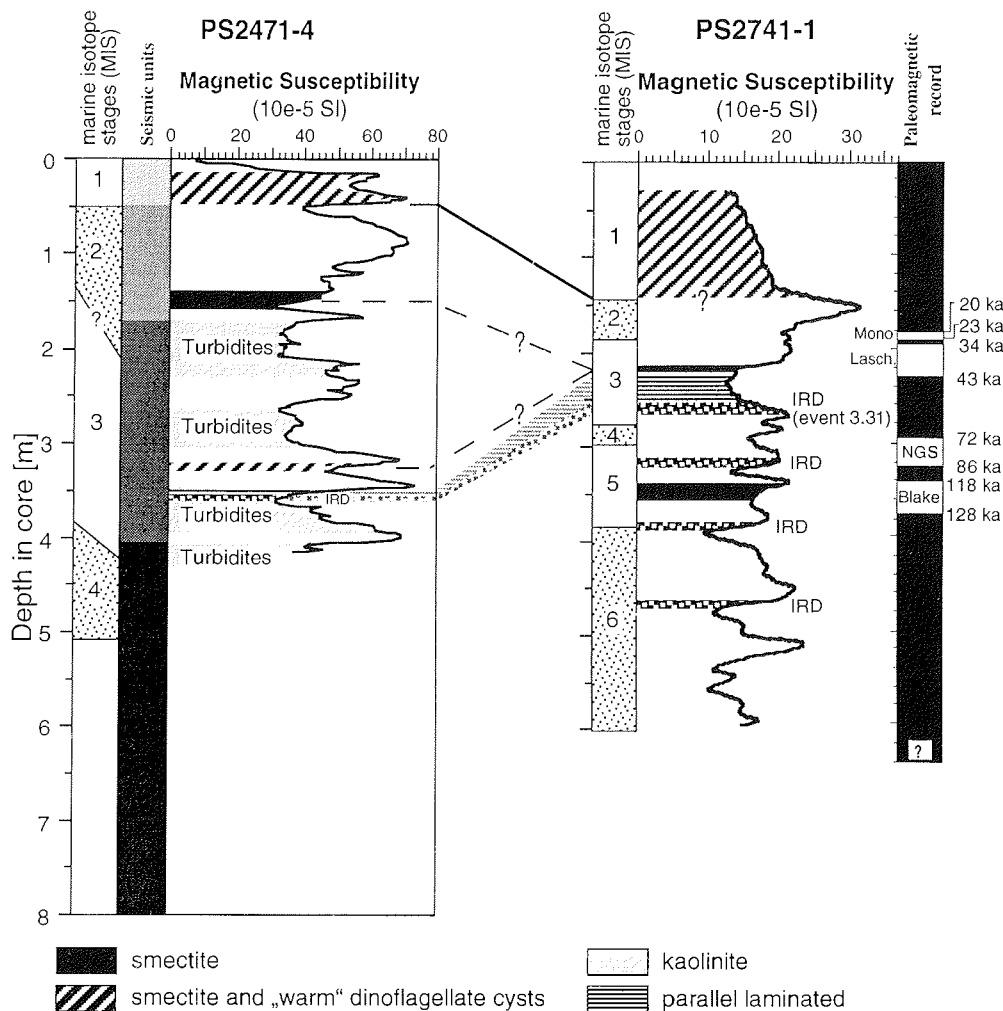 PS2471-4
marine isotope
stages (MIS)
Seismic units
Magnetic Susceptibility
(10e-5 SI)
0 20 40 60 80
Depth in core [m]
0
1
2
3
4
5
6
7
8
1
2
?
3
4
Turbidites
Turbidites
IRD
Turbidites
Turbidites
?
?
PS2741-1
marine isotope
stages (MIS)
Magnetic Susceptibility
(10e-5 SI)
Paleomagnetic
record
0 10 20 30
1
2
3
4
5
6
?
IRD
(event 3.31)
IRD
IRD
IRD
Mono
Lasch.
NGS
Blake
?
20 ka
23 ka
34 ka
43 ka
72 ka
86 ka
118 ka
128 ka
smectite
smectite and „warm“ dinoflagellate cysts
kaolinite
parallel laminated